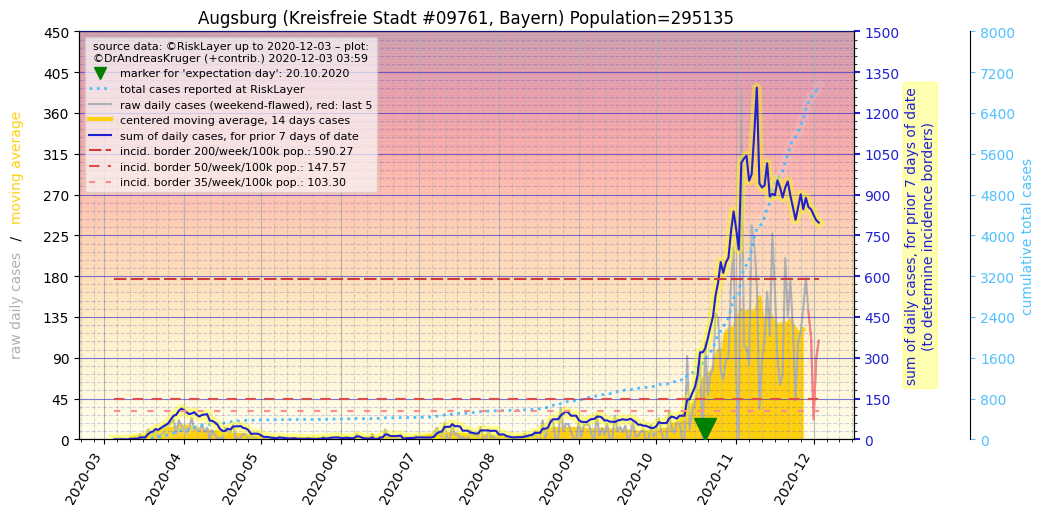 Augsburg (Kreisfreie Stadt #09761, Bayern) Population=295135
source data: ©RiskLayer up to 2020-12-03 – plot:
©DrAndreasKruger (+contrib.) 2020-12-03 03:59
marker for 'expectation day': 20.10.2020
total cases reported at RiskLayer
raw daily cases (weekend-flawed), red: last 5
centered moving average, 14 days cases
sum of daily cases, for prior 7 days of date
incid. border 200/week/100k pop.: 590.27
incid. border 50/week/100k pop.: 147.57
incid. border 35/week/100k pop.: 103.30
raw daily cases / moving average
450
405
360
315
270
225
180
135
90
45
0
2020-03
2020-04
2020-05
2020-06
2020-07
2020-08
2020-09
2020-10
2020-11
2020-12
1500
1350
1200
1050
900
750
600
450
300
150
0
sum of daily cases, for prior 7 days of date
(to determine incidence borders)
8000
7200
6400
5600
4800
4000
3200
2400
1600
800
0
cumulative total cases